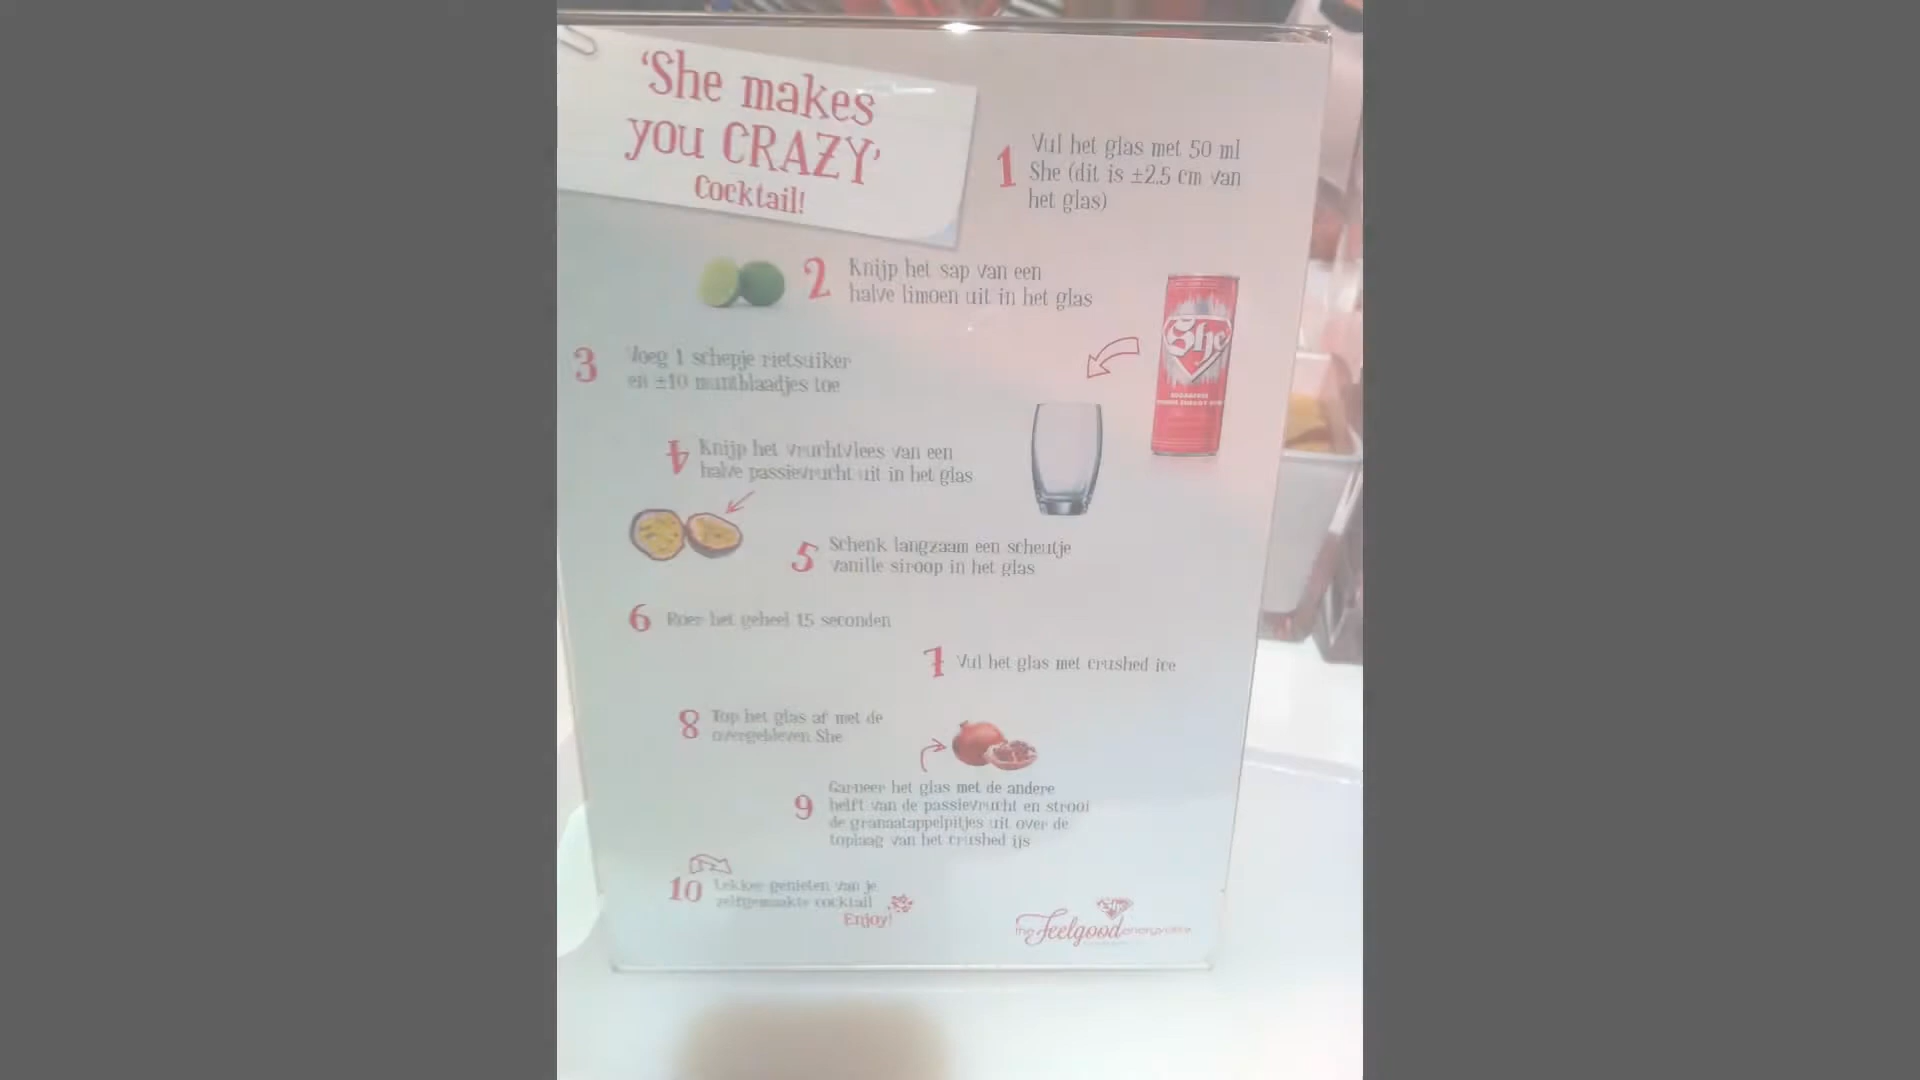 'She makes
you CRAZY'
Cocktail!
1 Vul het glas met 50 ml
She (dit is ±2,5 cm van
het glas)
2 Knijp het sap van een
halve limoen uit in het glas
She
3 Voeg 1 schepje rietsuiker
en ±10 muntblaadjes toe
4 Knijp het vruchtvlees van een
halve passievrucht uit in het glas
5 Schenk langzaam een scheutje
vanille siroop in het glas
6 Roer het geheel 15 seconden
7 Vul het glas met crushed ice
8 Top het glas af met de
overgebleven She
9 Garneer het glas met de andere
helft van de passievrucht en strooi
de granaatappelpitjes uit over de
toplaag van het crushed ijs
10 Lekker genieten van je
zelfgemaakte cocktail
Enjoy!
the Feelgood